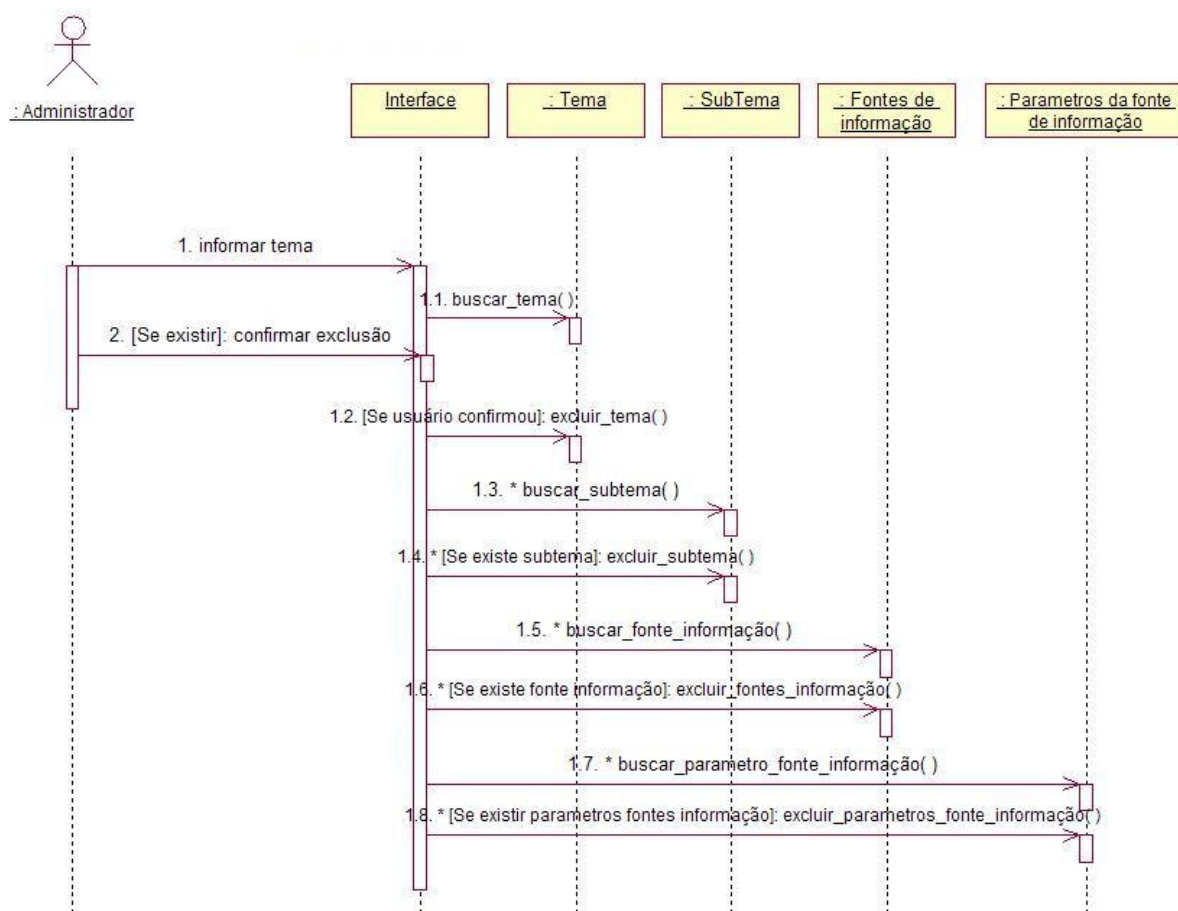 : Administrador
Interface
: Tema
: SubTema
: Fontes de
informação
: Parametros da fonte
de informação
1. informar tema
1.1. buscar_tema( )
2. [Se existir]: confirmar exclusão
1.2. [Se usuário confirmou]: excluir_tema( )
1.3. * buscar_subtema( )
1.4. * [Se existe subtema]: excluir_subtema( )
1.5. * buscar_fonte_informação( )
1.6. * [Se existe fonte informação]: excluir_fontes_informação( )
1.7. * buscar_parametro_fonte_informação( )
1.8. * [Se existir parametros fontes informação]: excluir_parametros_fonte_informação( )